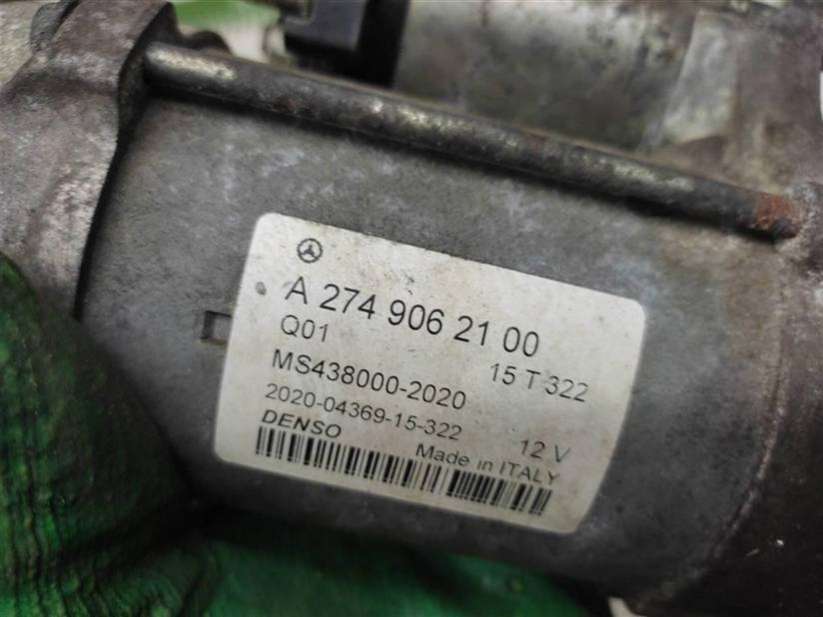 A 274 906 21 00
Q01
15 T 322
MS438000-2020
2020-04369-15-322
12 V
DENSO
Made in ITALY